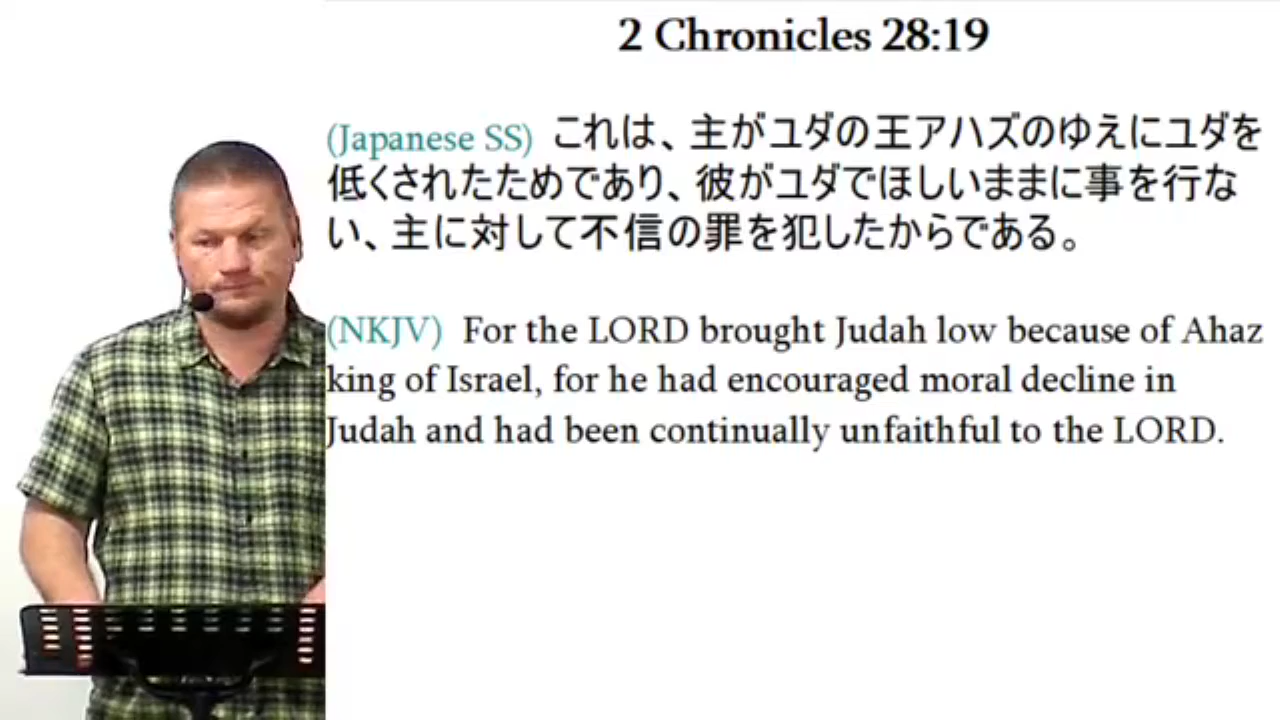 2 Chronicles 28:19
(Japanese SS) これは、主がユダの王アハズのゆえにユダを
低くされたためであり、彼がユダでほしいままに事を行な
い、主に対して不信の罪を犯したからである。
(NKJV) For the LORD brought Judah low because of Ahaz
king of Israel, for he had encouraged moral decline in
Judah and had been continually unfaithful to the LORD.